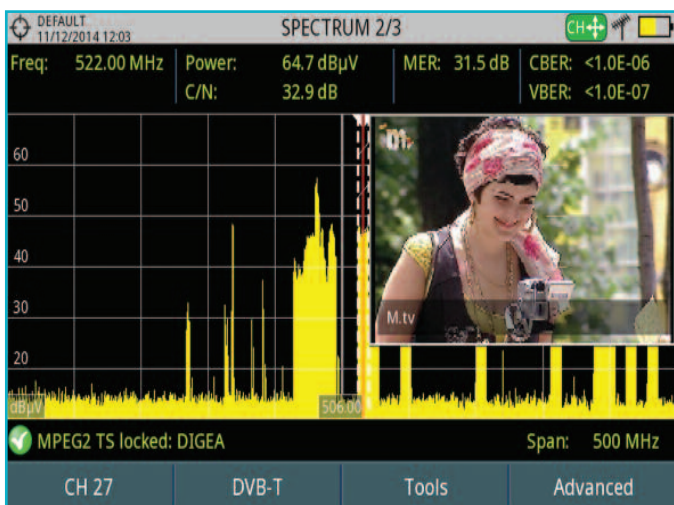 DEFAULT
11/12/2014 12:03
SPECTRUM 2/3
CH
Freq: 522.00 MHz
Power: 64.7 dBµV
MER: 31.5 dB
CBER: <1.0E-06
C/N: 32.9 dB
VBER: <1.0E-07
60
50
40
30
20
dBµV
506.00
M.tv
MPEG2 TS locked: DIGEA
Span: 500 MHz
CH 27
DVB-T
Tools
Advanced